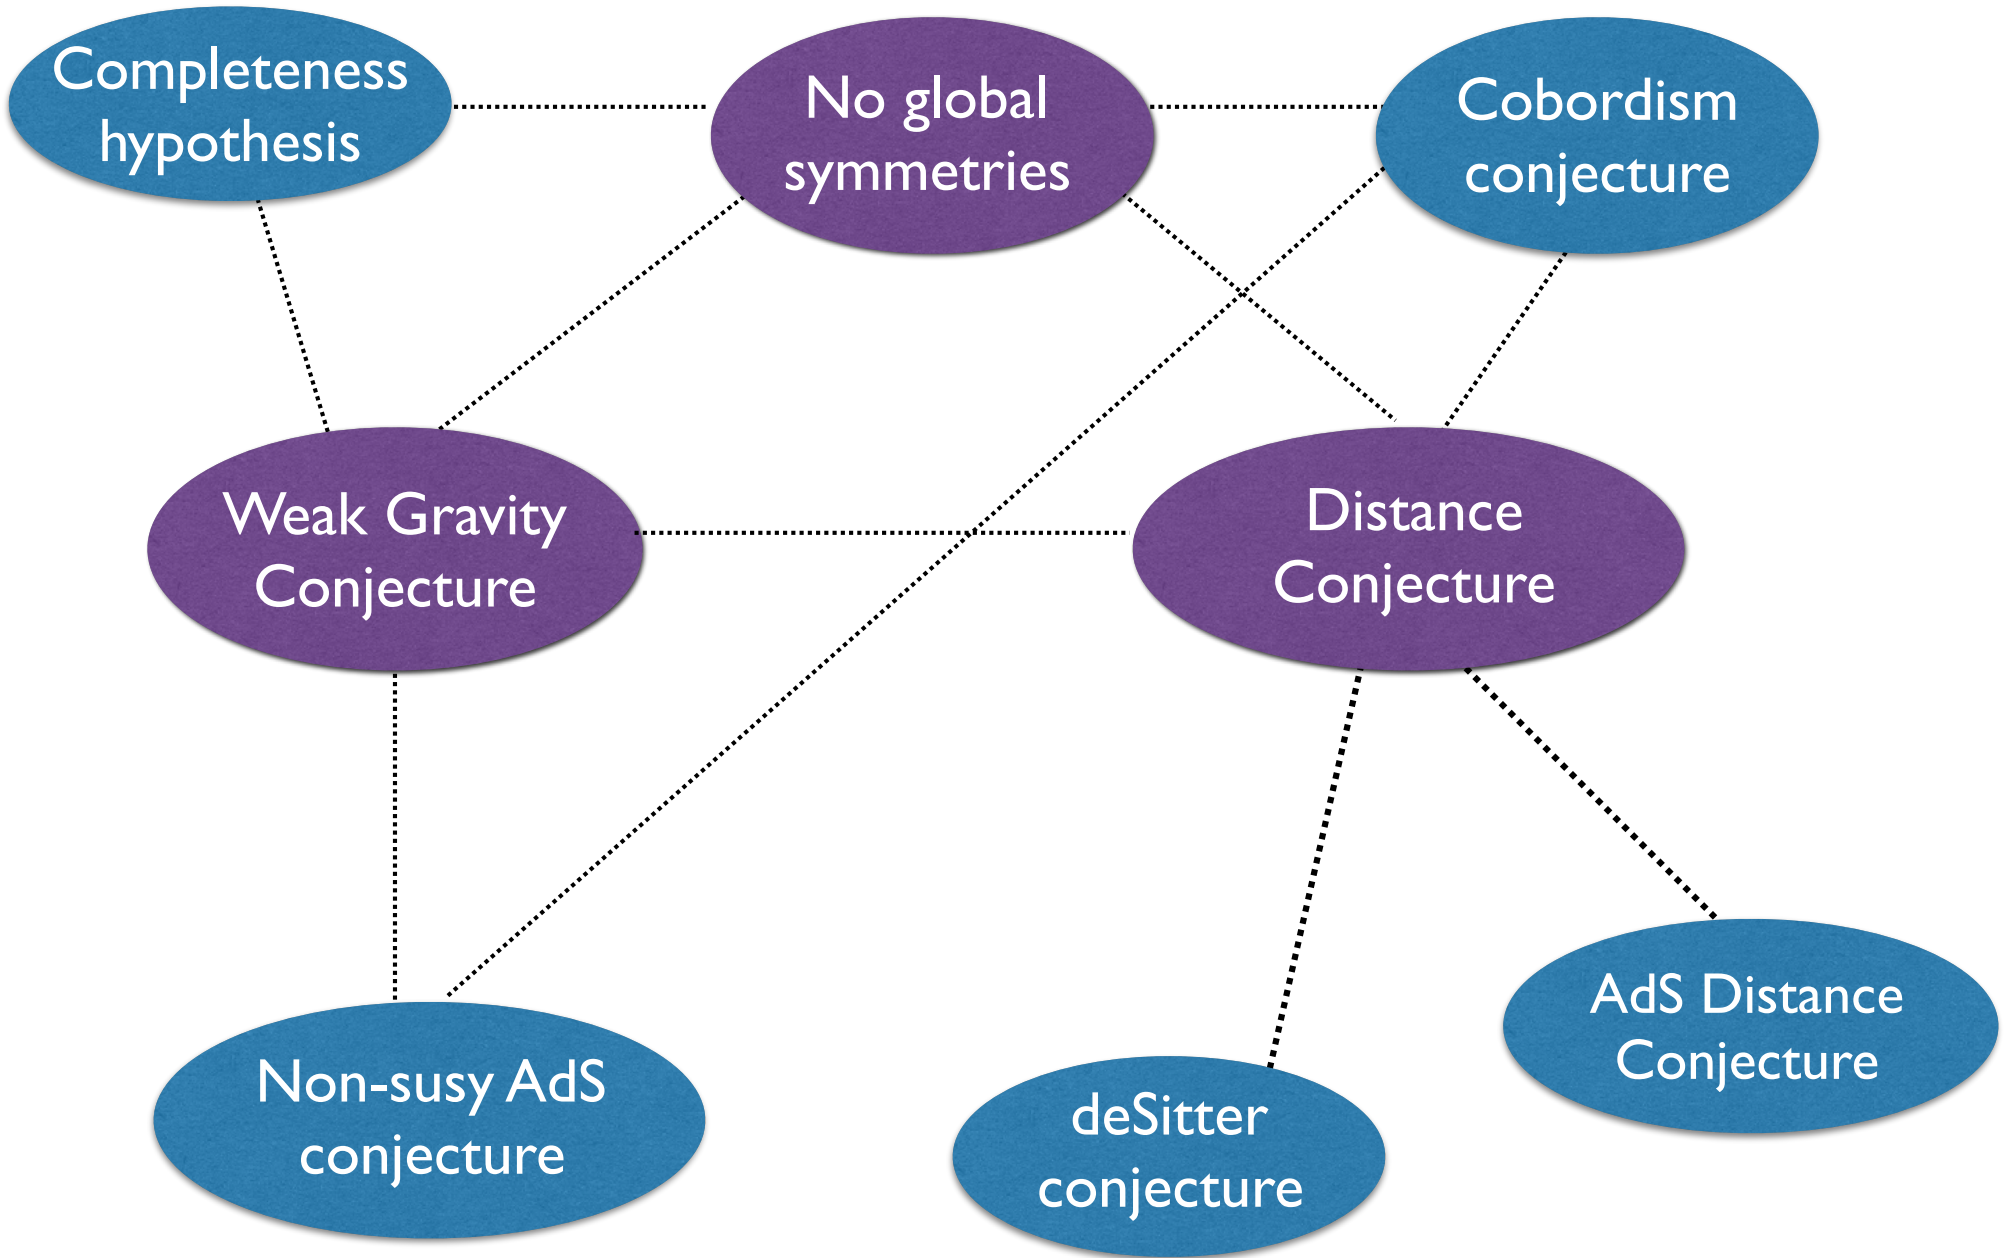 Completeness
hypothesis
No global
symmetries
Cobordism
conjecture
Weak Gravity
Conjecture
Distance
Conjecture
Non-susy AdS
conjecture
deSitter
conjecture
AdS Distance
Conjecture